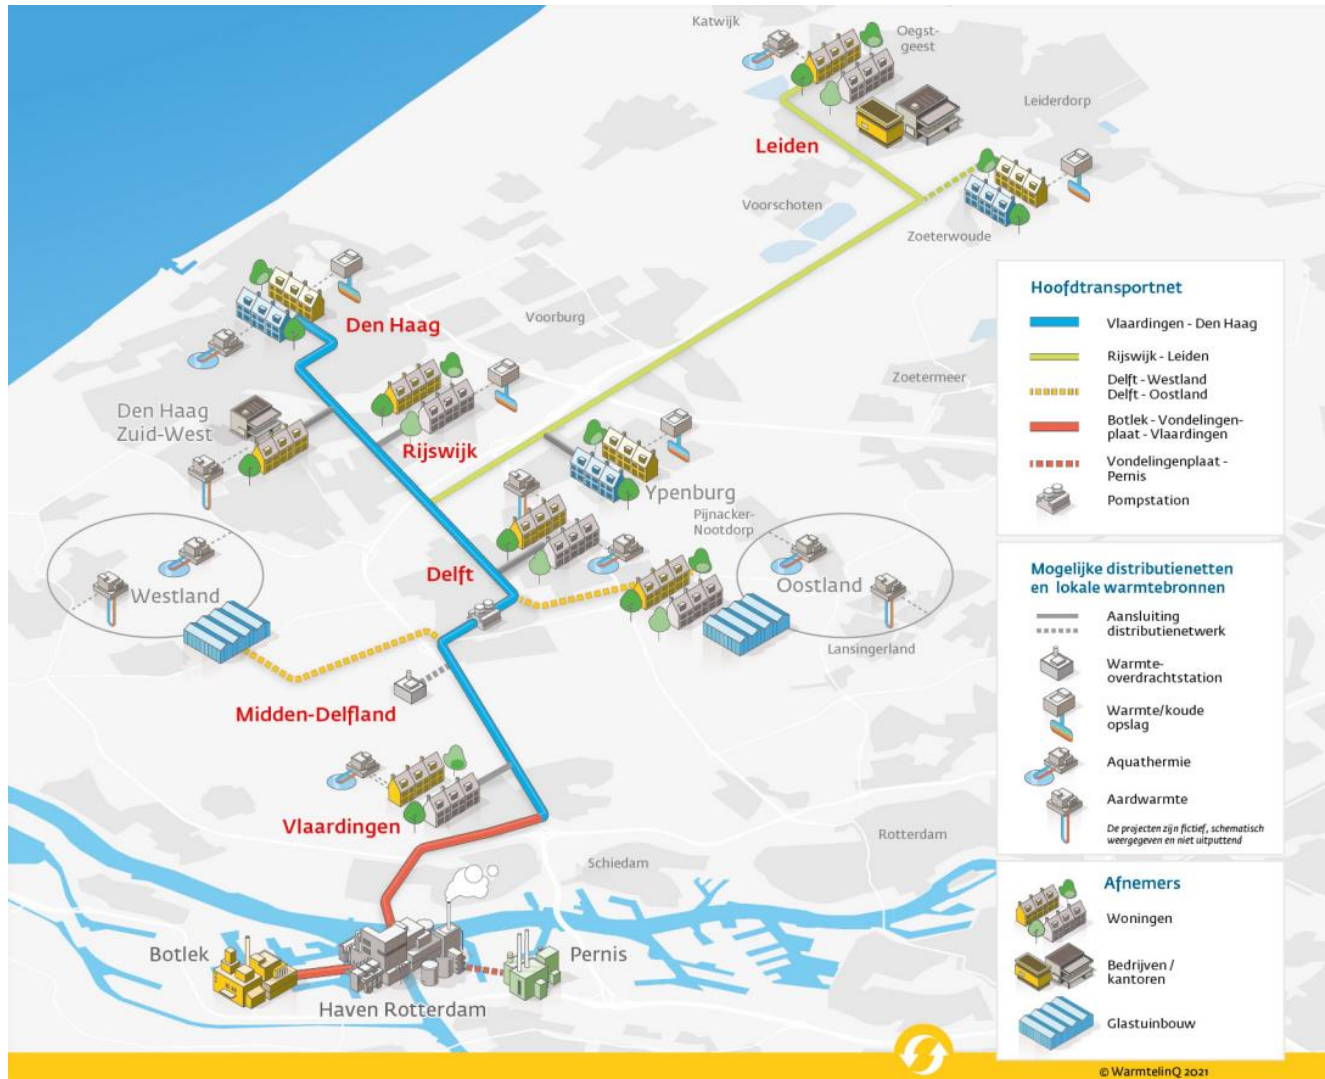 Katwijk
Oegst-
geest
Leiderdorp
Leiden
Voorschoten
Zoeterwoude
Den Haag
Voorburg
Zoetermeer
Den Haag
Zuid-West
Rijswijk
Ypenburg
Pijnacker-
Nootdorp
Delft
Westland
Oostland
Lansingerland
Midden-Delfland
Vlaardingen
Rotterdam
Schiedam
Botlek
Pernis
Haven Rotterdam
Hoofdtransportnet
Vlaardingen - Den Haag
Rijswijk - Leiden
Delft - Westland
Delft - Oostland
Botlek - Vondelingen-
plaat - Vlaardingen
Vondelingenplaat -
Pernis
Pompstation
Mogelijke distributienetten
en lokale warmtebronnen
Aansluiting
distributienetwerk
Warmte-
overdrachtstation
Warmte/koude
opslag
Aquathermie
Aardwarmte
De projecten zijn fictief, schematisch
weergegeven en niet uitputtend
Afnemers
Woningen
Bedrijven /
kantoren
Glastuinbouw
© WarmtelinQ 2021